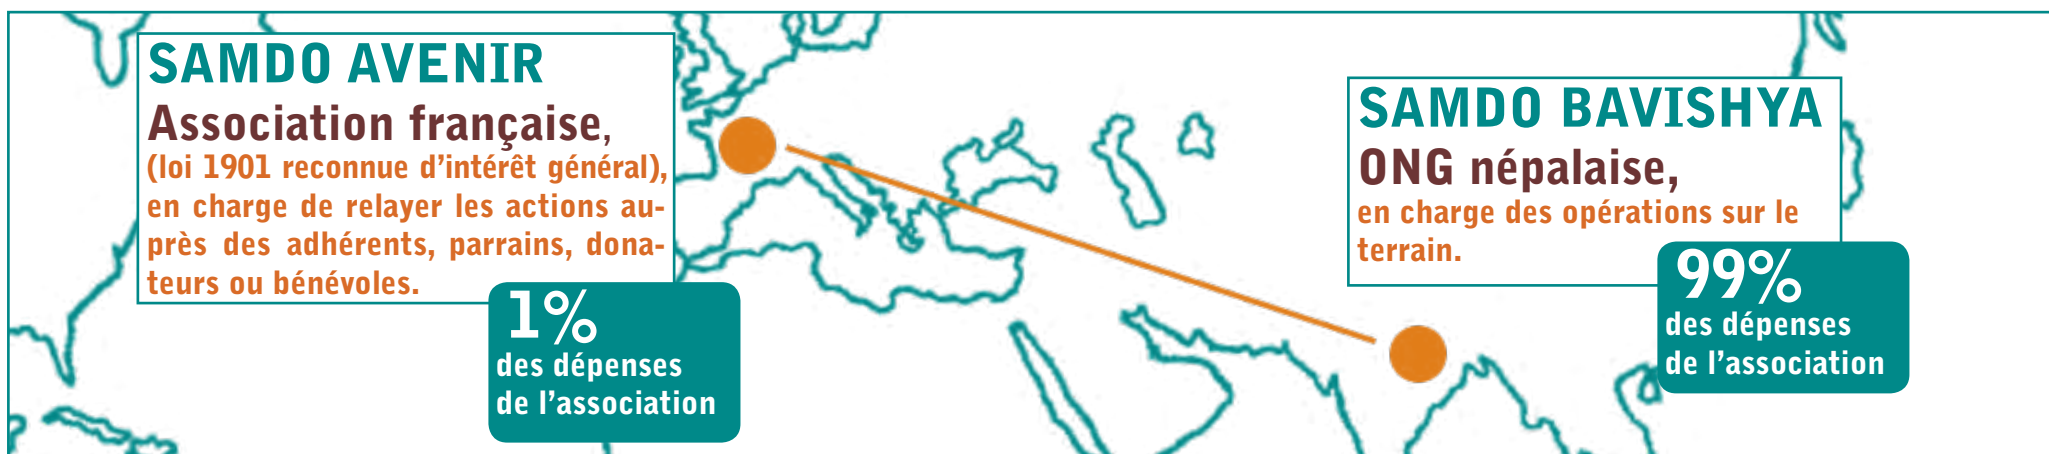 SAMDO AVENIR
Association française,
(loi 1901 reconnue d’intérêt général),
en charge de relayer les actions au-
près des adhérents, parrains, dona-
teurs ou bénévoles.
1%
des dépenses
de l’association
SAMDO BAVISHYA
ONG népalaise,
en charge des opérations sur le
terrain.
99%
des dépenses
de l’association